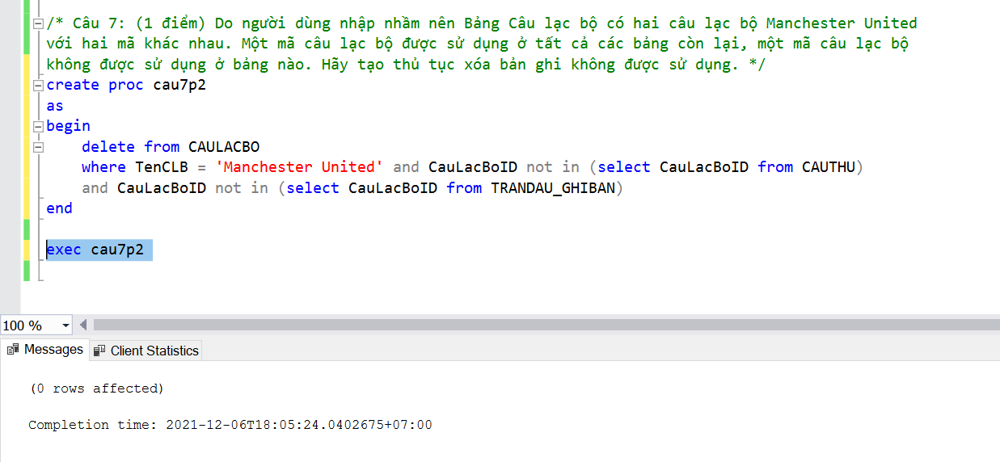 /* Câu 7: (1 điểm) Do người dùng nhập nhầm nên Bảng Câu lạc bộ có hai câu lạc bộ Manchester United
với hai mã khác nhau. Một mã câu lạc bộ được sử dụng ở tất cả các bảng còn lại, một mã câu lạc bộ
không được sử dụng ở bảng nào. Hãy tạo thủ tục xóa bản ghi không được sử dụng. */
create proc cau7p2
as
begin
delete from CAULACBO
where TenCLB = 'Manchester United' and CauLacBoID not in (select CauLacBoID from CAUTHU)
and CauLacBoID not in (select CauLacBoID from TRANDAU_GHIBAN)
end
exec cau7p2
100 %
Messages Client Statistics
(0 rows affected)
Completion time: 2021-12-06T18:05:24.0402675+07:00